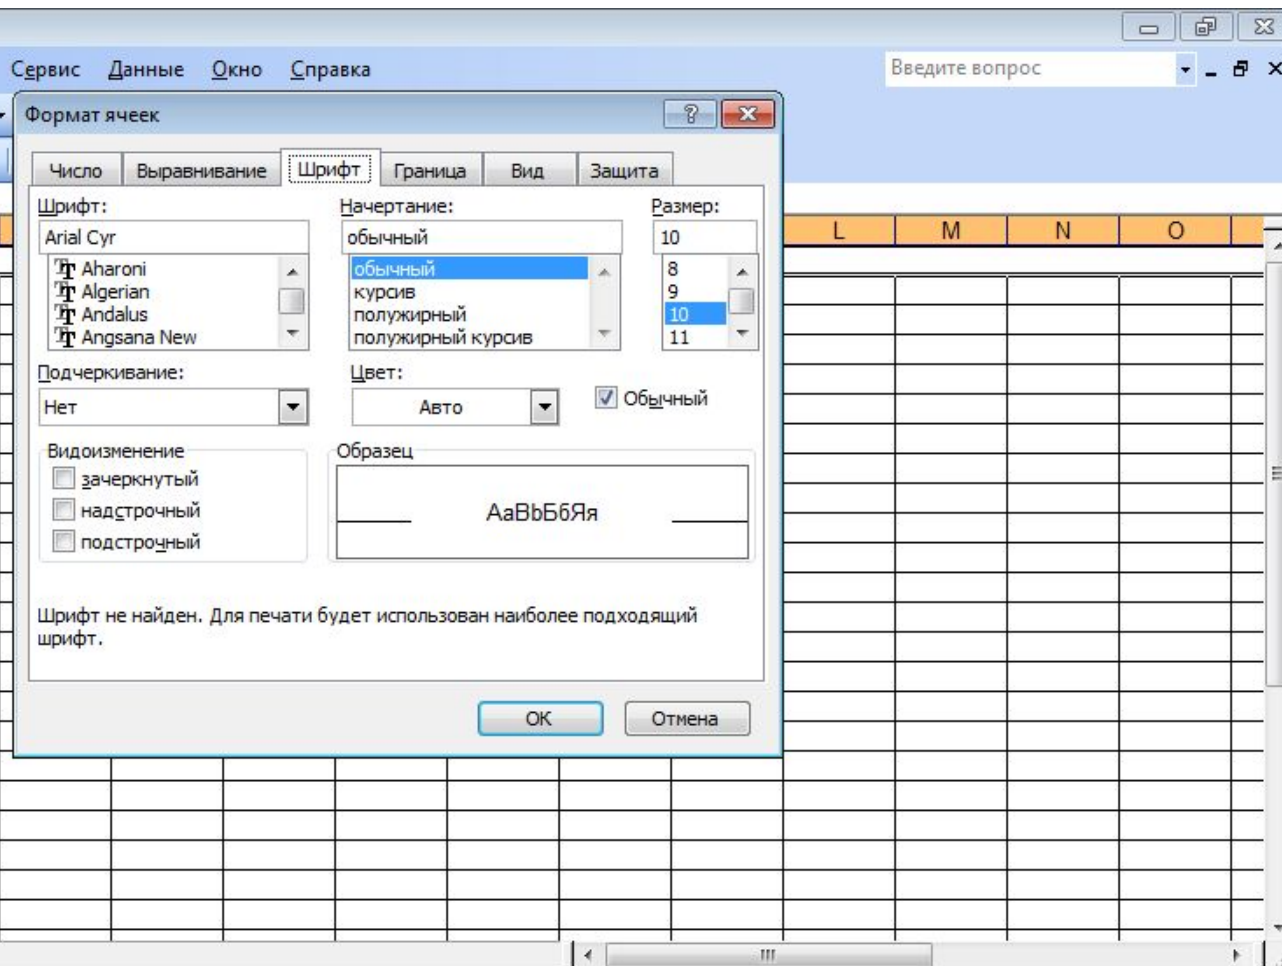 Сервис Данные Окно Справка Введите вопрос
Формат ячеек
Число Выравнивание Шрифт Граница Вид Защита
Шрифт: Начертание: Размер:
Arial Cyr обычный 10
L M N O
Aharoni обычный 8
Algerian курсив 9
Andalus полужирный 10
Angsana New полужирный курсив 11
Подчеркивание: Цвет:
Нет Авто Обычный
Видоизменение Образец
зачеркнутый
надстрочный АаBbБбЯя
подстрочный
Шрифт не найден. Для печати будет использован наиболее подходящий
шрифт.
ОК Отмена